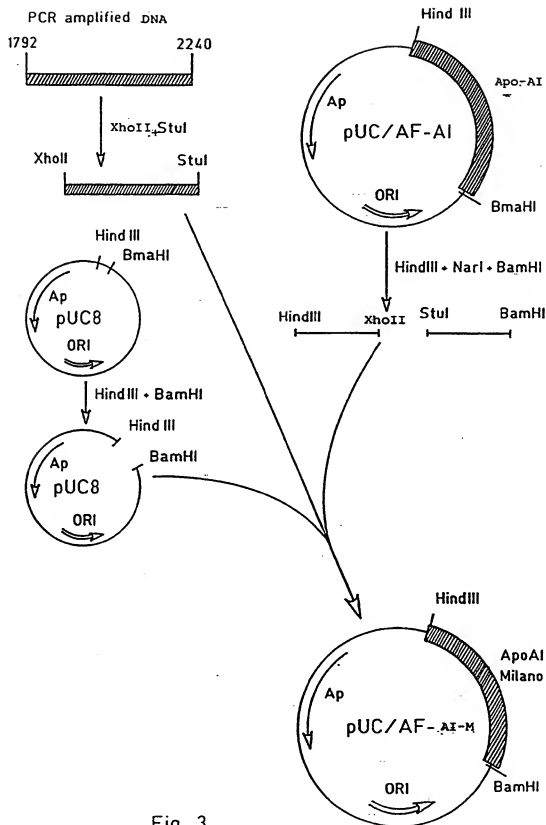 PCR amplified DNA
1792 2240
XhoII+StuI
XhoII StuI
Hind III
BmaHI
Ap
pUC8
ORI
Hind III + BamHI
Hind III
BamHI
Ap
pUC8
ORI
Hind III
Apo-AI
Ap
pUC/AF-AI
ORI
BmaHI
HindIII + NarI + BamHI
HindIII XhoII StuI BamHI
HindIII
ApoAI
Milano
Ap
pUC/AF-AI-M
ORI
BamHI
Fig. 3